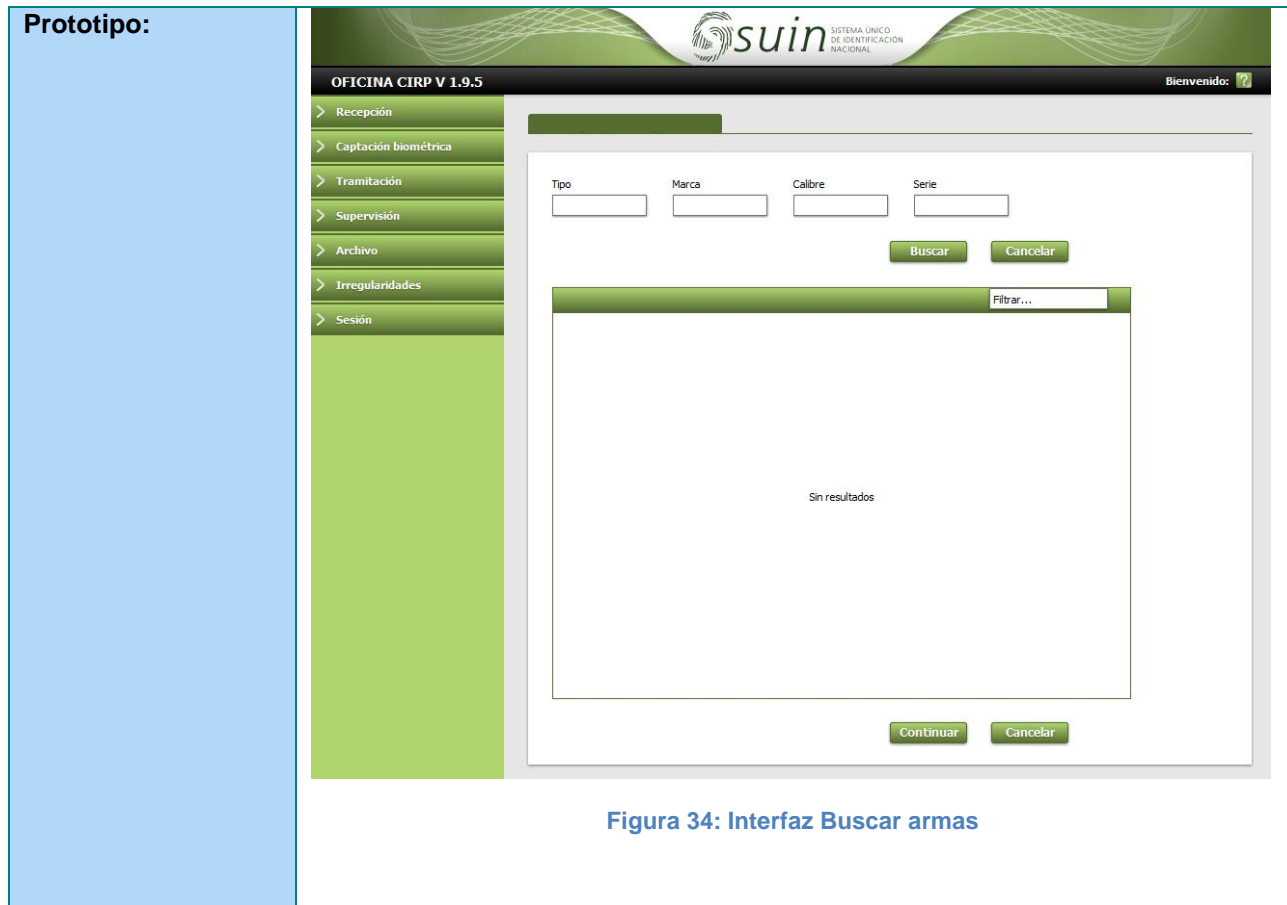 Prototipo:
suin SISTEMA ÚNICO
DE IDENTIFICACIÓN
NACIONAL
OFICINA CIRP V 1.9.5
Bienvenido: ?
Recepción
Captación biométrica
Tramitación
Supervisión
Archivo
Irregularidades
Sesión
Tipo Marca Calibre Serie
Buscar Cancelar
Filtrar...
Sin resultados
Continuar Cancelar
Figura 34: Interfaz Buscar armas